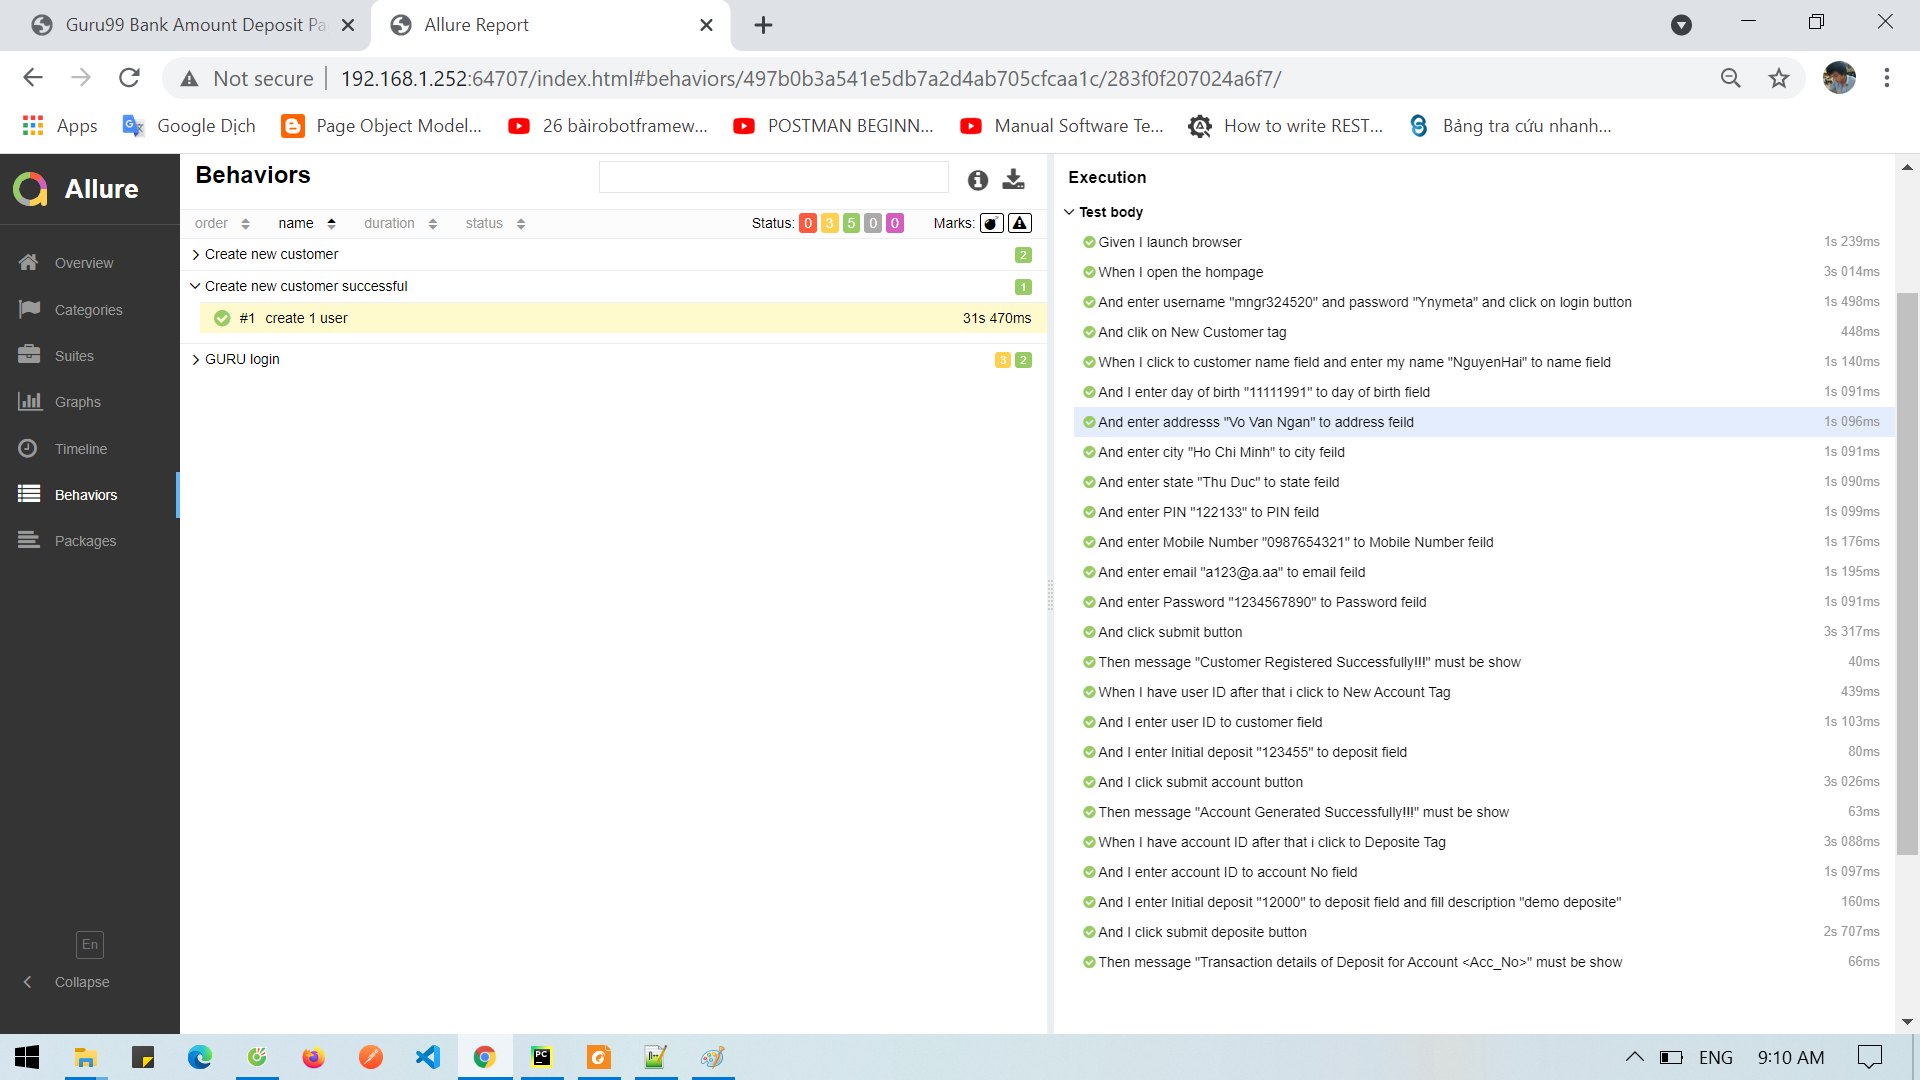 Guru99 Bank Amount Deposit Pa
Allure Report
Not secure
192.168.1.252:64707/index.html#behaviors/497b0b3a541e5db7a2d4ab705cfcaa1c/283f0f207024a6f7/
Apps
Google Dịch
Page Object Model...
26 bàirobotframew...
POSTMAN BEGINN...
Manual Software Te...
How to write REST...
Bảng tra cứu nhanh...
Allure
Overview
Categories
Suites
Graphs
Timeline
Behaviors
Packages
En
Collapse
Behaviors
order name duration status Status: 0 3 5 0 0 Marks:
Create new customer 2
Create new customer successful 1
#1 create 1 user 31s 470ms
GURU login 3 2
Execution
Test body
Given I launch browser 1s 239ms
When I open the hompage 3s 014ms
And enter username "mngr324520" and password "Ynymeta" and click on login button 1s 498ms
And clik on New Customer tag 448ms
When I click to customer name field and enter my name "NguyenHai" to name field 1s 140ms
And I enter day of birth "11111991" to day of birth field 1s 091ms
And enter addresss "Vo Van Ngan" to address feild 1s 096ms
And enter city "Ho Chi Minh" to city feild 1s 091ms
And enter state "Thu Duc" to state feild 1s 090ms
And enter PIN "122133" to PIN feild 1s 099ms
And enter Mobile Number "0987654321" to Mobile Number feild 1s 176ms
And enter email "a123@a.aa" to email feild 1s 195ms
And enter Password "1234567890" to Password feild 1s 091ms
And click submit button 3s 317ms
Then message "Customer Registered Successfully!!!" must be show 40ms
When I have user ID after that i click to New Account Tag 439ms
And I enter user ID to customer field 1s 103ms
And I enter Initial deposit "123455" to deposit field 80ms
And I click submit account button 3s 026ms
Then message "Account Generated Successfully!!!" must be show 63ms
When I have account ID after that i click to Deposite Tag 3s 088ms
And I enter account ID to account No field 1s 097ms
And I enter Initial deposit "12000" to deposit field and fill description "demo deposite" 160ms
And I click submit deposite button 2s 707ms
Then message "Transaction details of Deposit for Account <Acc_No>" must be show 66ms
PC
ENG
9:10 AM